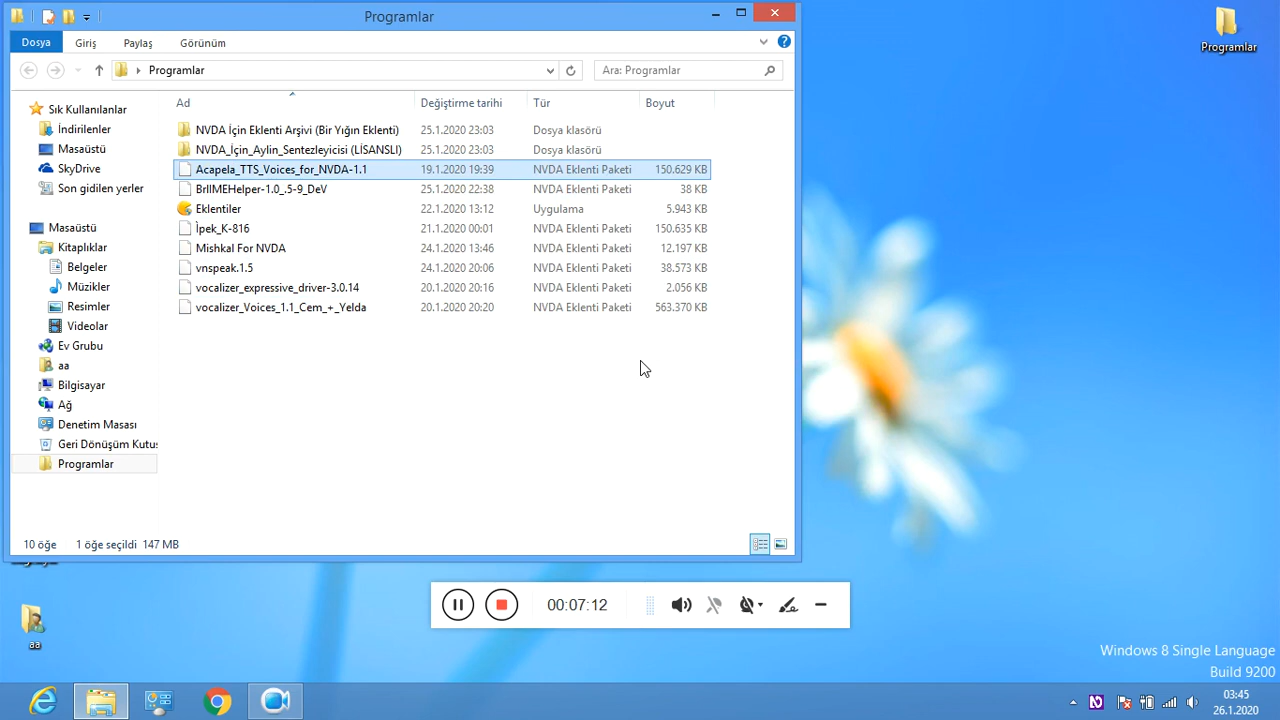 Programlar
Dosya
Giriş
Paylaş
Görünüm
Programlar
Ara: Programlar
Programlar
Sık Kullanılanlar
İndirilenler
Masaüstü
SkyDrive
Son gidilen yerler
Masaüstü
Kitaplıklar
Belgeler
Müzikler
Resimler
Videolar
Ev Grubu
aa
Bilgisayar
Ağ
Denetim Masası
Geri Dönüşüm Kutus
Programlar
Ad Değiştirme tarihi Tür Boyut
NVDA İçin Eklenti Arşivi (Bir Yığın Eklenti) 25.1.2020 23:03 Dosya klasörü
NVDA_İçin_Aylin_Sentezleyicisi (LİSANSLI) 25.1.2020 23:03 Dosya klasörü
Acapela_TTS_Voices_for_NVDA-1.1 19.1.2020 19:39 NVDA Eklenti Paketi 150.629 KB
BrlIMEHelper-1.0_.5-9_DeV 25.1.2020 22:38 NVDA Eklenti Paketi 38 KB
Eklentiler 22.1.2020 13:12 Uygulama 5.943 KB
İpek_K-816 21.1.2020 00:01 NVDA Eklenti Paketi 150.635 KB
Mishkal For NVDA 24.1.2020 13:46 NVDA Eklenti Paketi 12.197 KB
vnspeak.1.5 24.1.2020 20:06 NVDA Eklenti Paketi 38.573 KB
vocalizer_expressive_driver-3.0.14 20.1.2020 20:16 NVDA Eklenti Paketi 2.056 KB
vocalizer_Voices_1.1_Cem_+_Yelda 20.1.2020 20:20 NVDA Eklenti Paketi 563.370 KB
10 öğe 1 öğe seçildi 147 MB
00:07:12
aa
Windows 8 Single Language
Build 9200
03:45
26.1.2020